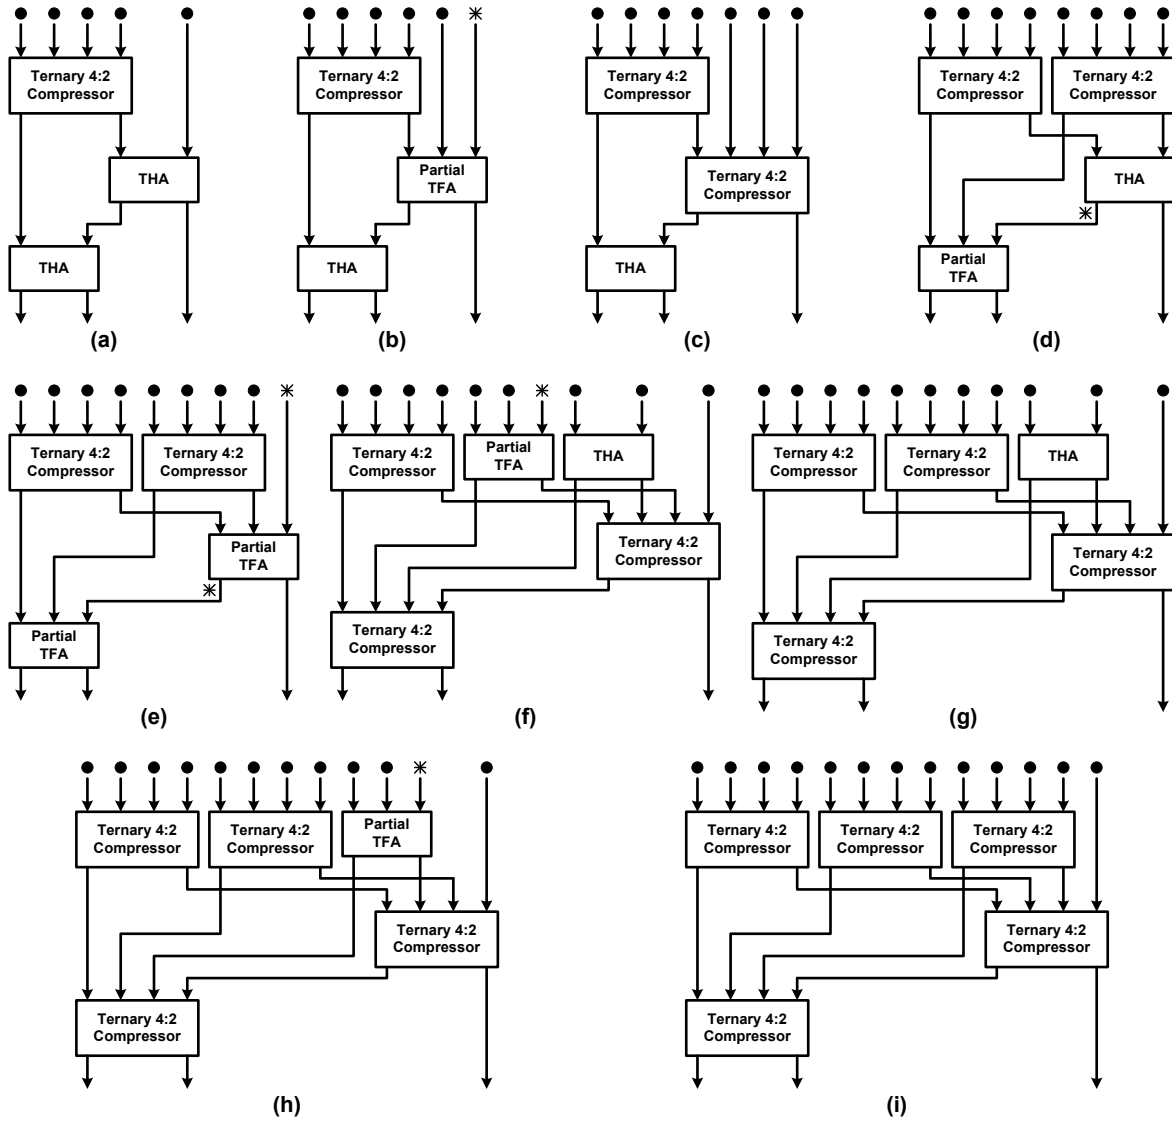 Ternary 4:2
Compressor
THA
THA
(a)
Ternary 4:2
Compressor
Partial
TFA
THA
(b)
Ternary 4:2
Compressor
Ternary 4:2
Compressor
THA
(c)
Ternary 4:2
Compressor
Ternary 4:2
Compressor
THA
Partial
TFA
(d)
Ternary 4:2
Compressor
Ternary 4:2
Compressor
Partial
TFA
Partial
TFA
(e)
Ternary 4:2
Compressor
Partial
TFA
THA
Ternary 4:2
Compressor
Ternary 4:2
Compressor
(f)
Ternary 4:2
Compressor
Ternary 4:2
Compressor
THA
Ternary 4:2
Compressor
Ternary 4:2
Compressor
(g)
Ternary 4:2
Compressor
Ternary 4:2
Compressor
Partial
TFA
Ternary 4:2
Compressor
Ternary 4:2
Compressor
(h)
Ternary 4:2
Compressor
Ternary 4:2
Compressor
Ternary 4:2
Compressor
Ternary 4:2
Compressor
Ternary 4:2
Compressor
(i)